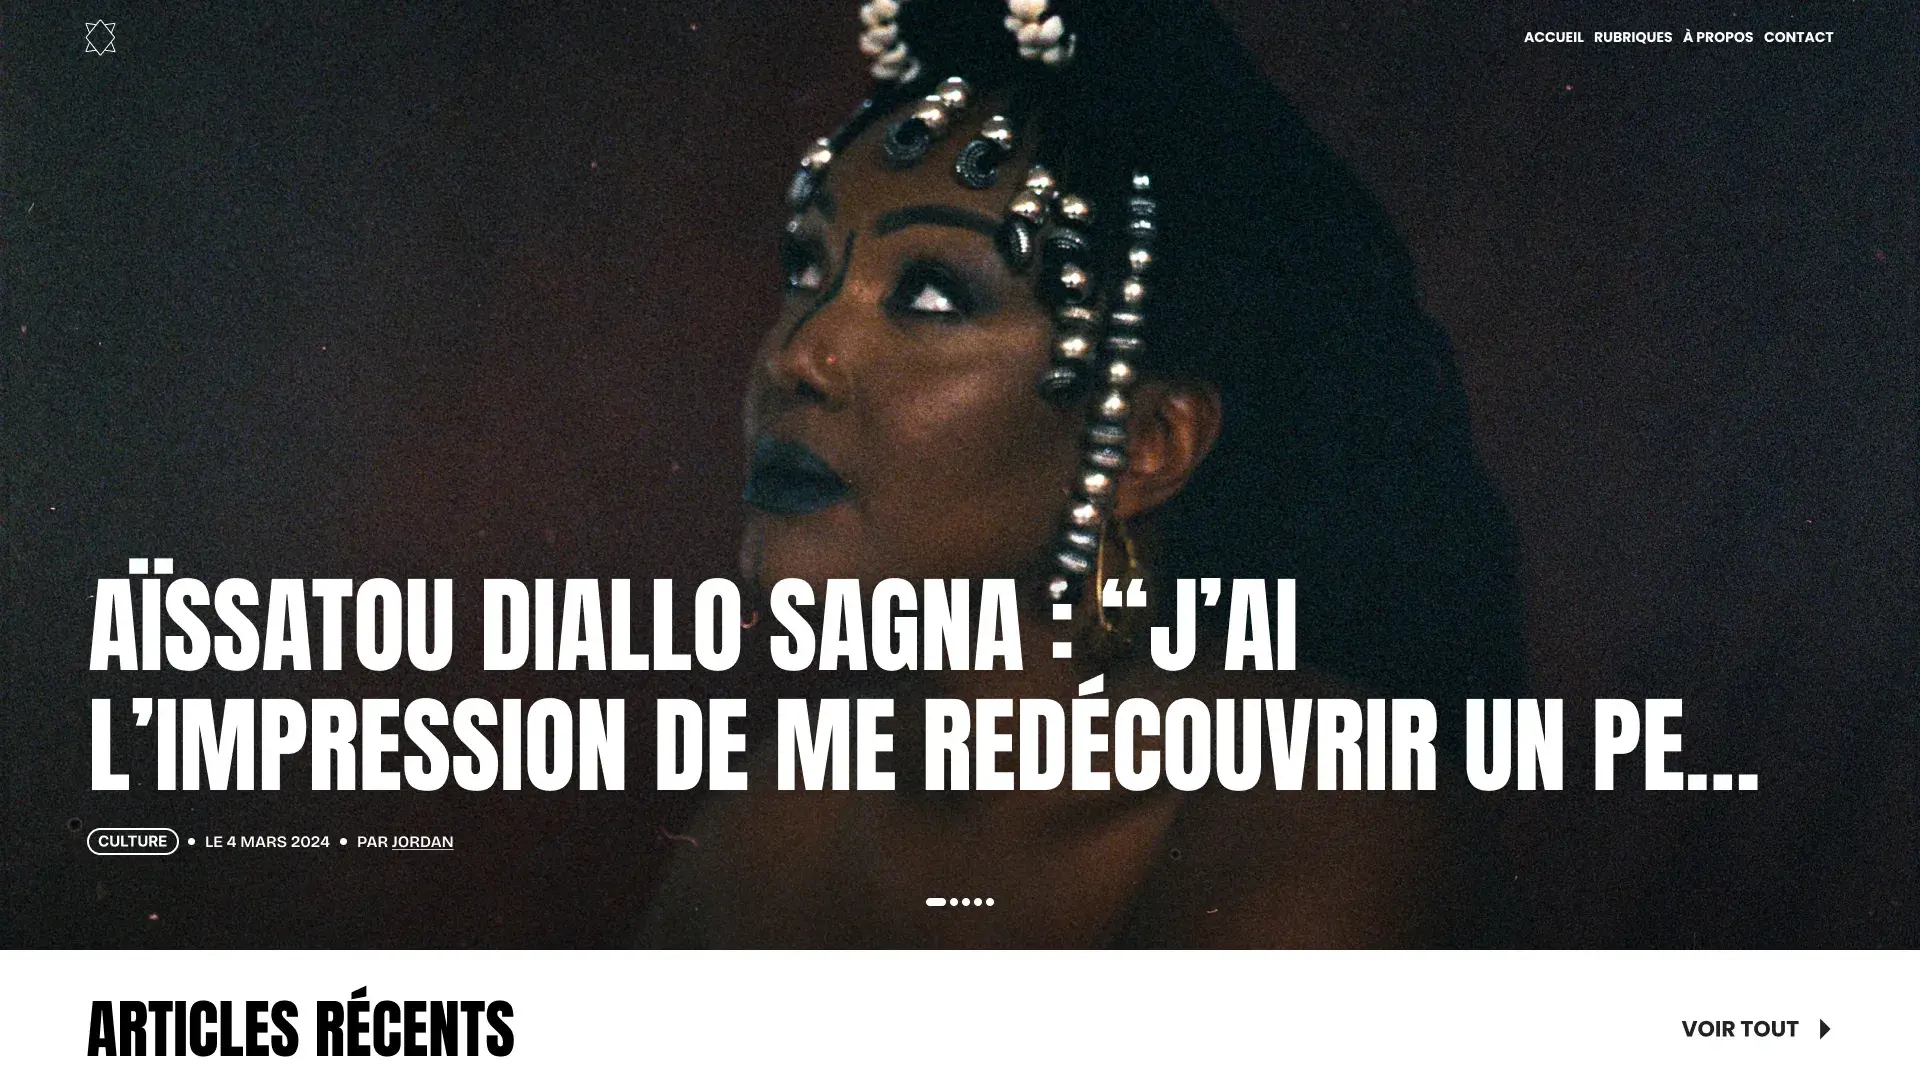 ACCUEIL RUBRIQUES À PROPOS CONTACT
AÏSSATOU DIALLO SAGNA : “ J’AI
L’IMPRESSION DE ME REDÉCOUVRIR UN PE...
CULTURE • LE 4 MARS 2024 • PAR JORDAN
ARTICLES RÉCENTS
VOIR TOUT